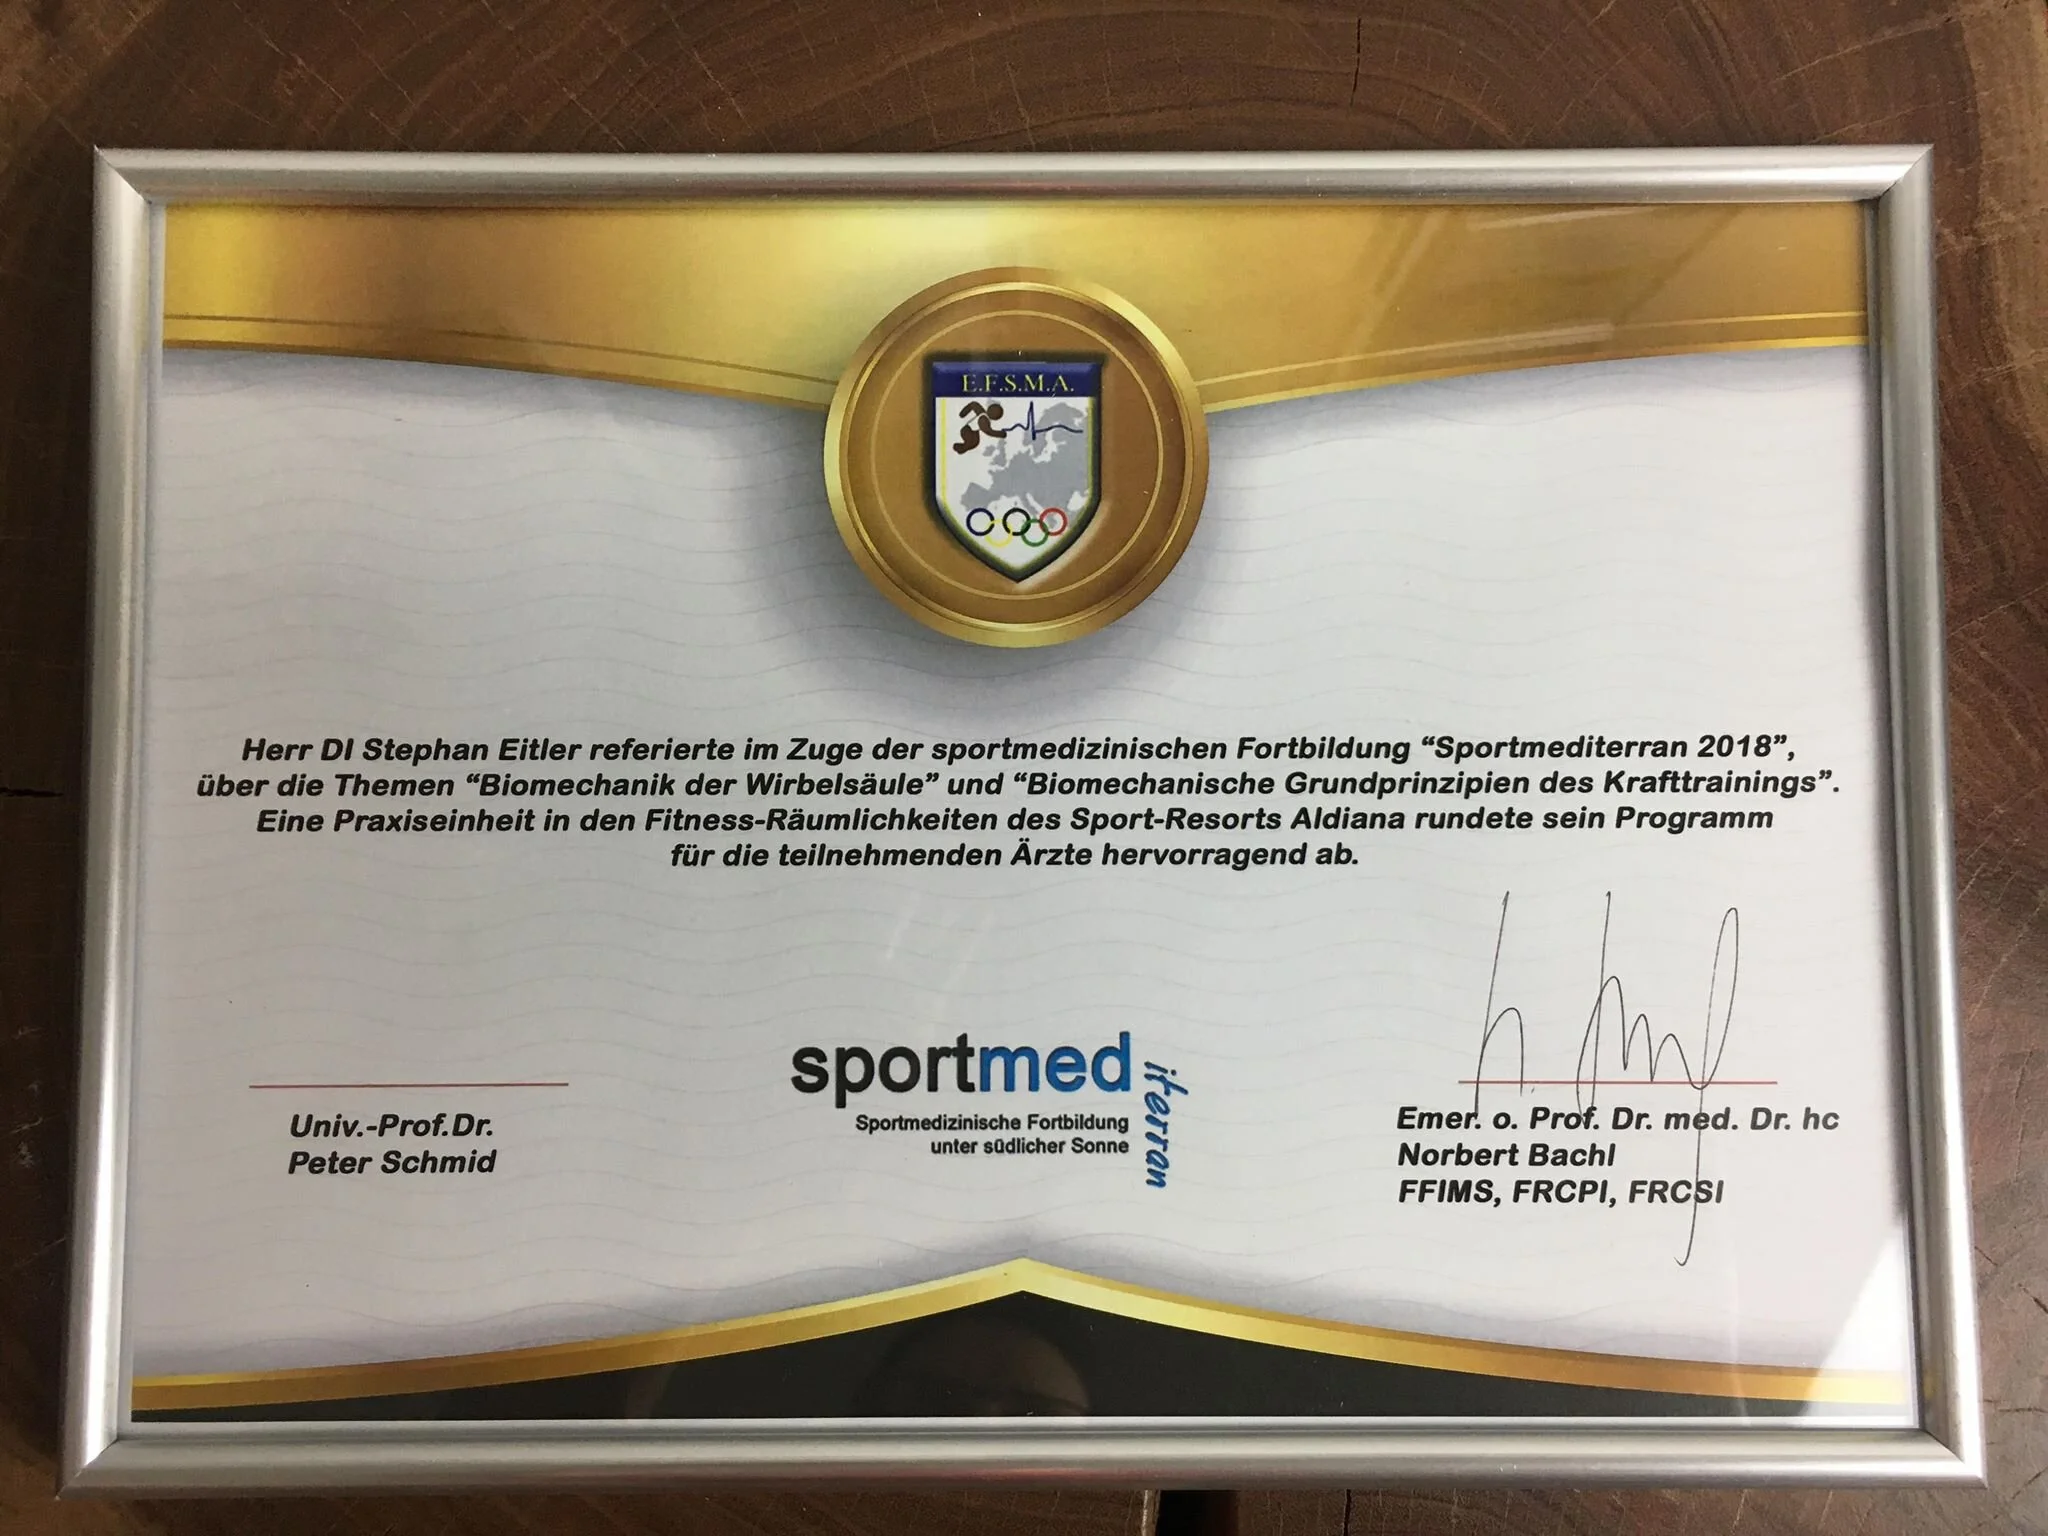 E.F.S.M.A.
Herr DI Stephan Eitler referierte im Zuge der sportmedizinischen Fortbildung “Sportmediterran 2018”,
über die Themen “Biomechanik der Wirbelsäule” und “Biomechanische Grundprinzipien des Krafttrainings”.
Eine Praxiseinheit in den Fitness-Räumlichkeiten des Sport-Resorts Aldiana rundete sein Programm
für die teilnehmenden Ärzte hervorragend ab.
Univ.-Prof.Dr.
Peter Schmid
sportmed
iterran
Sportmedizinische Fortbildung
unter südlicher Sonne
Emer. o. Prof. Dr. med. Dr. hc
Norbert Bachl
FFIMS, FRCPI, FRCSI